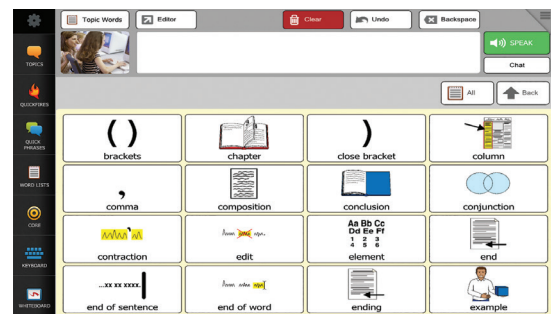 Topic Words
Editor
Clear
Undo
Backspace
SPEAK
Chat
TOPICS
QUICKFIRES
QUICK
PHRASES
WORD LISTS
CORE
KEYBOARD
WHITEBOARD
All
Back
( )
brackets
chapter
)
close bracket
column
,
comma
composition
conclusion
conjunction
contraction
edit
Aa Bb Cc
Dd Ee Ff
1 2 3
4 5 6
element
end
...xx xx xxxx.
end of sentence
end of word
ending
example